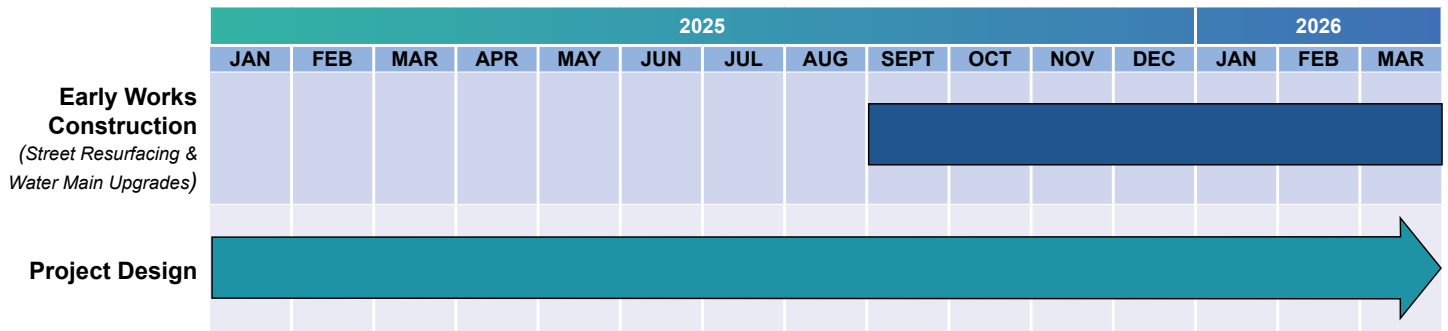 2025 2026
JAN FEB MAR APR MAY JUN JUL AUG SEPT OCT NOV DEC JAN FEB MAR
Early Works
Construction
(Street Resurfacing &
Water Main Upgrades)
Project Design